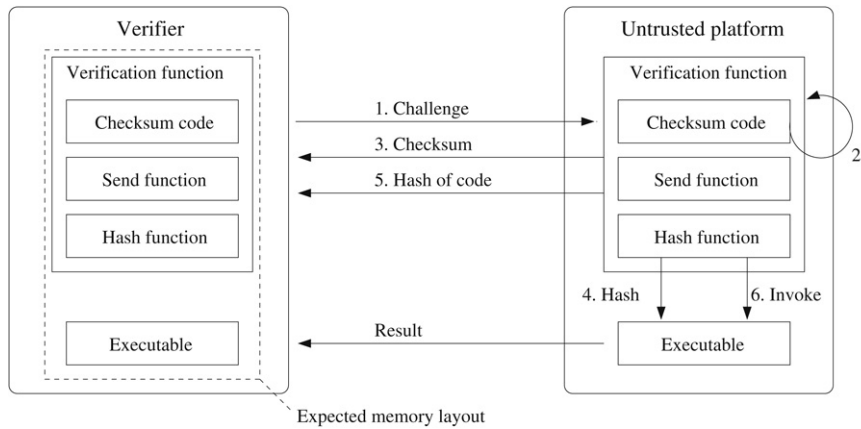 Verifier
Untrusted platform
Verification function
Verification function
Checksum code
1. Challenge
Checksum code
3. Checksum
2
Send function
5. Hash of code
Send function
Hash function
Hash function
4. Hash
6. Invoke
Executable
Result
Executable
Expected memory layout